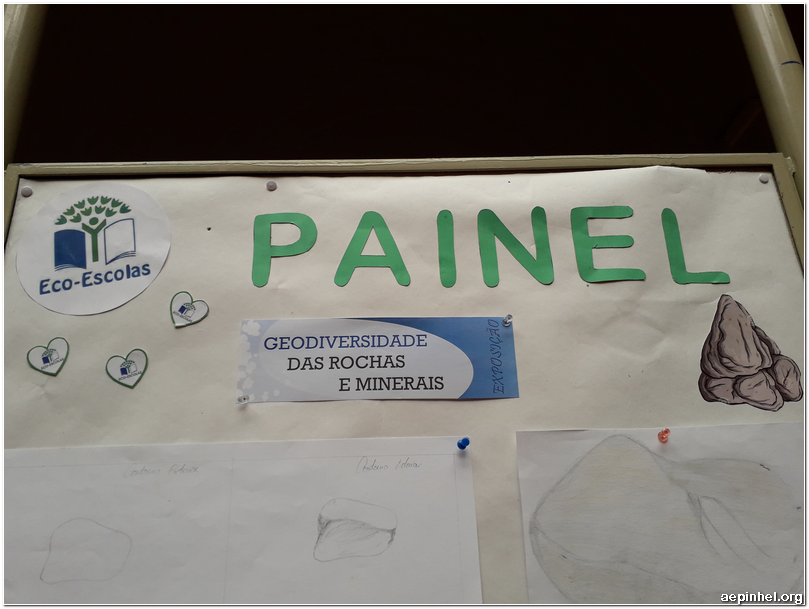 PAINEL
Eco-Escolas
GEODIVERSIDADE
DAS ROCHAS
E MINERAIS
EXPOSIÇÃO
aepinhel.org